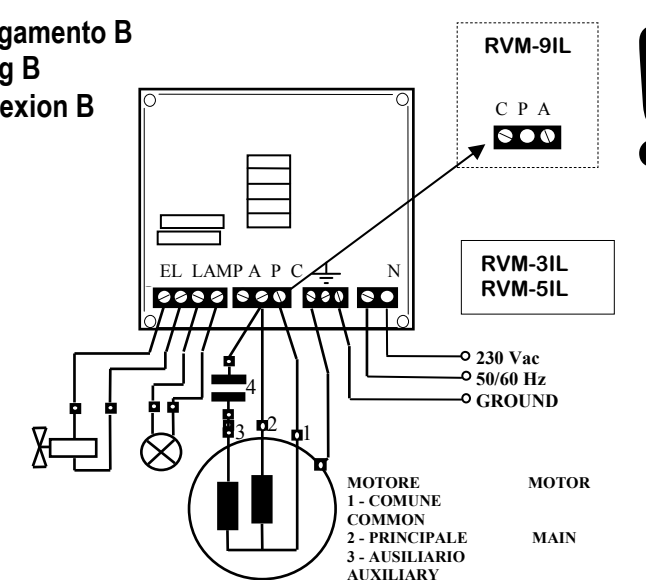 gamento B
g B
exion B
RVM-9IL
C P A
RVM-3IL
RVM-5IL
EL LAMP A P C N
230 Vac
50/60 Hz
GROUND
4
3 2 1
MOTORE MOTOR
1 - COMUNE
COMMON
2 - PRINCIPALE MAIN
3 - AUSILIARIO
AUXILIARY